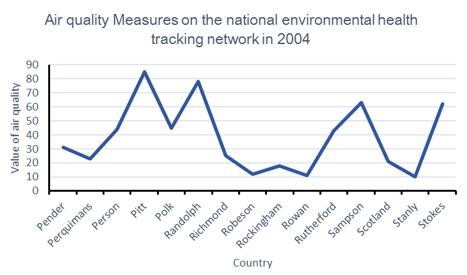 Air quality Measures on the national environmental health
tracking network in 2004
Value of air quality
90
80
70
60
50
40
30
20
10
0
Pender
Perquimans
Person
Pitt
Polk
Randolph
Richmond
Robeson
Rockingham
Rowan
Rutherford
Sampson
Scotland
Stanly
Stokes
Country